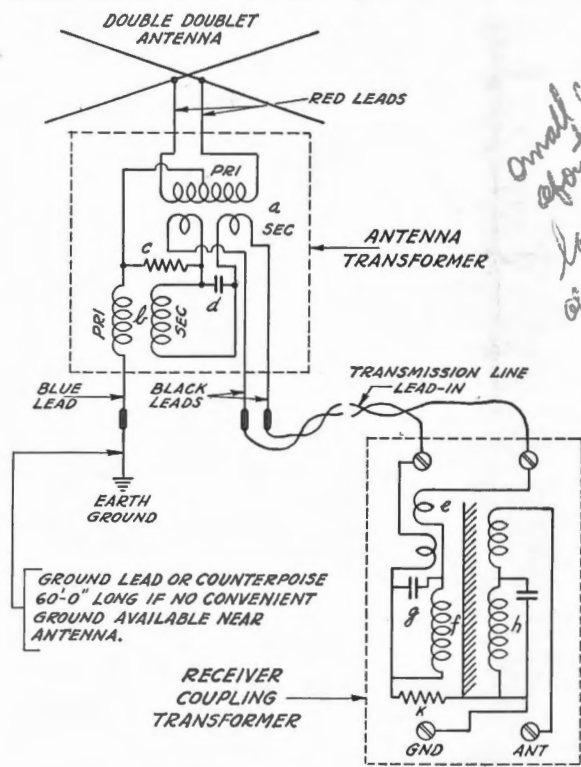 DOUBLE DOUBLET
ANTENNA
RED LEADS
PRI
a
SEC
ANTENNA
TRANSFORMER
c
d
PRI
b
SEC
BLUE
LEAD
BLACK
LEADS
TRANSMISSION LINE
LEAD-IN
EARTH
GROUND
e
GROUND LEAD OR COUNTERPOISE
60'-0" LONG IF NO CONVENIENT
GROUND AVAILABLE NEAR
ANTENNA.
g
f
h
RECEIVER
COUPLING
TRANSFORMER
K
GND
ANT
small